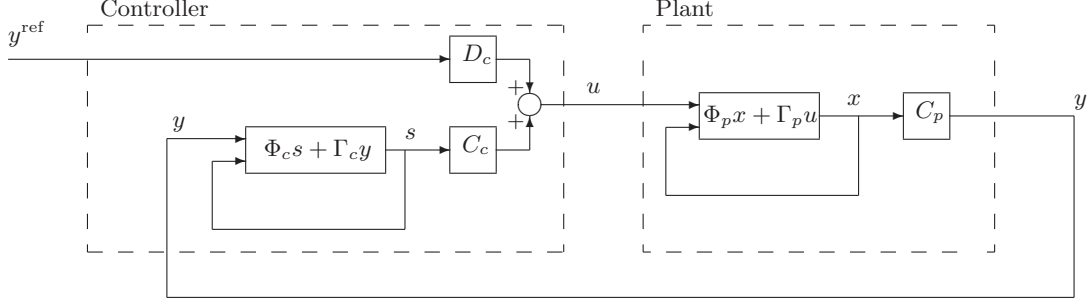 Controller
Plant
y^ref
D_c
+
u
+
y
s
Φ_c s + Γ_c y
C_c
Φ_p x + Γ_p u
x
C_p
y